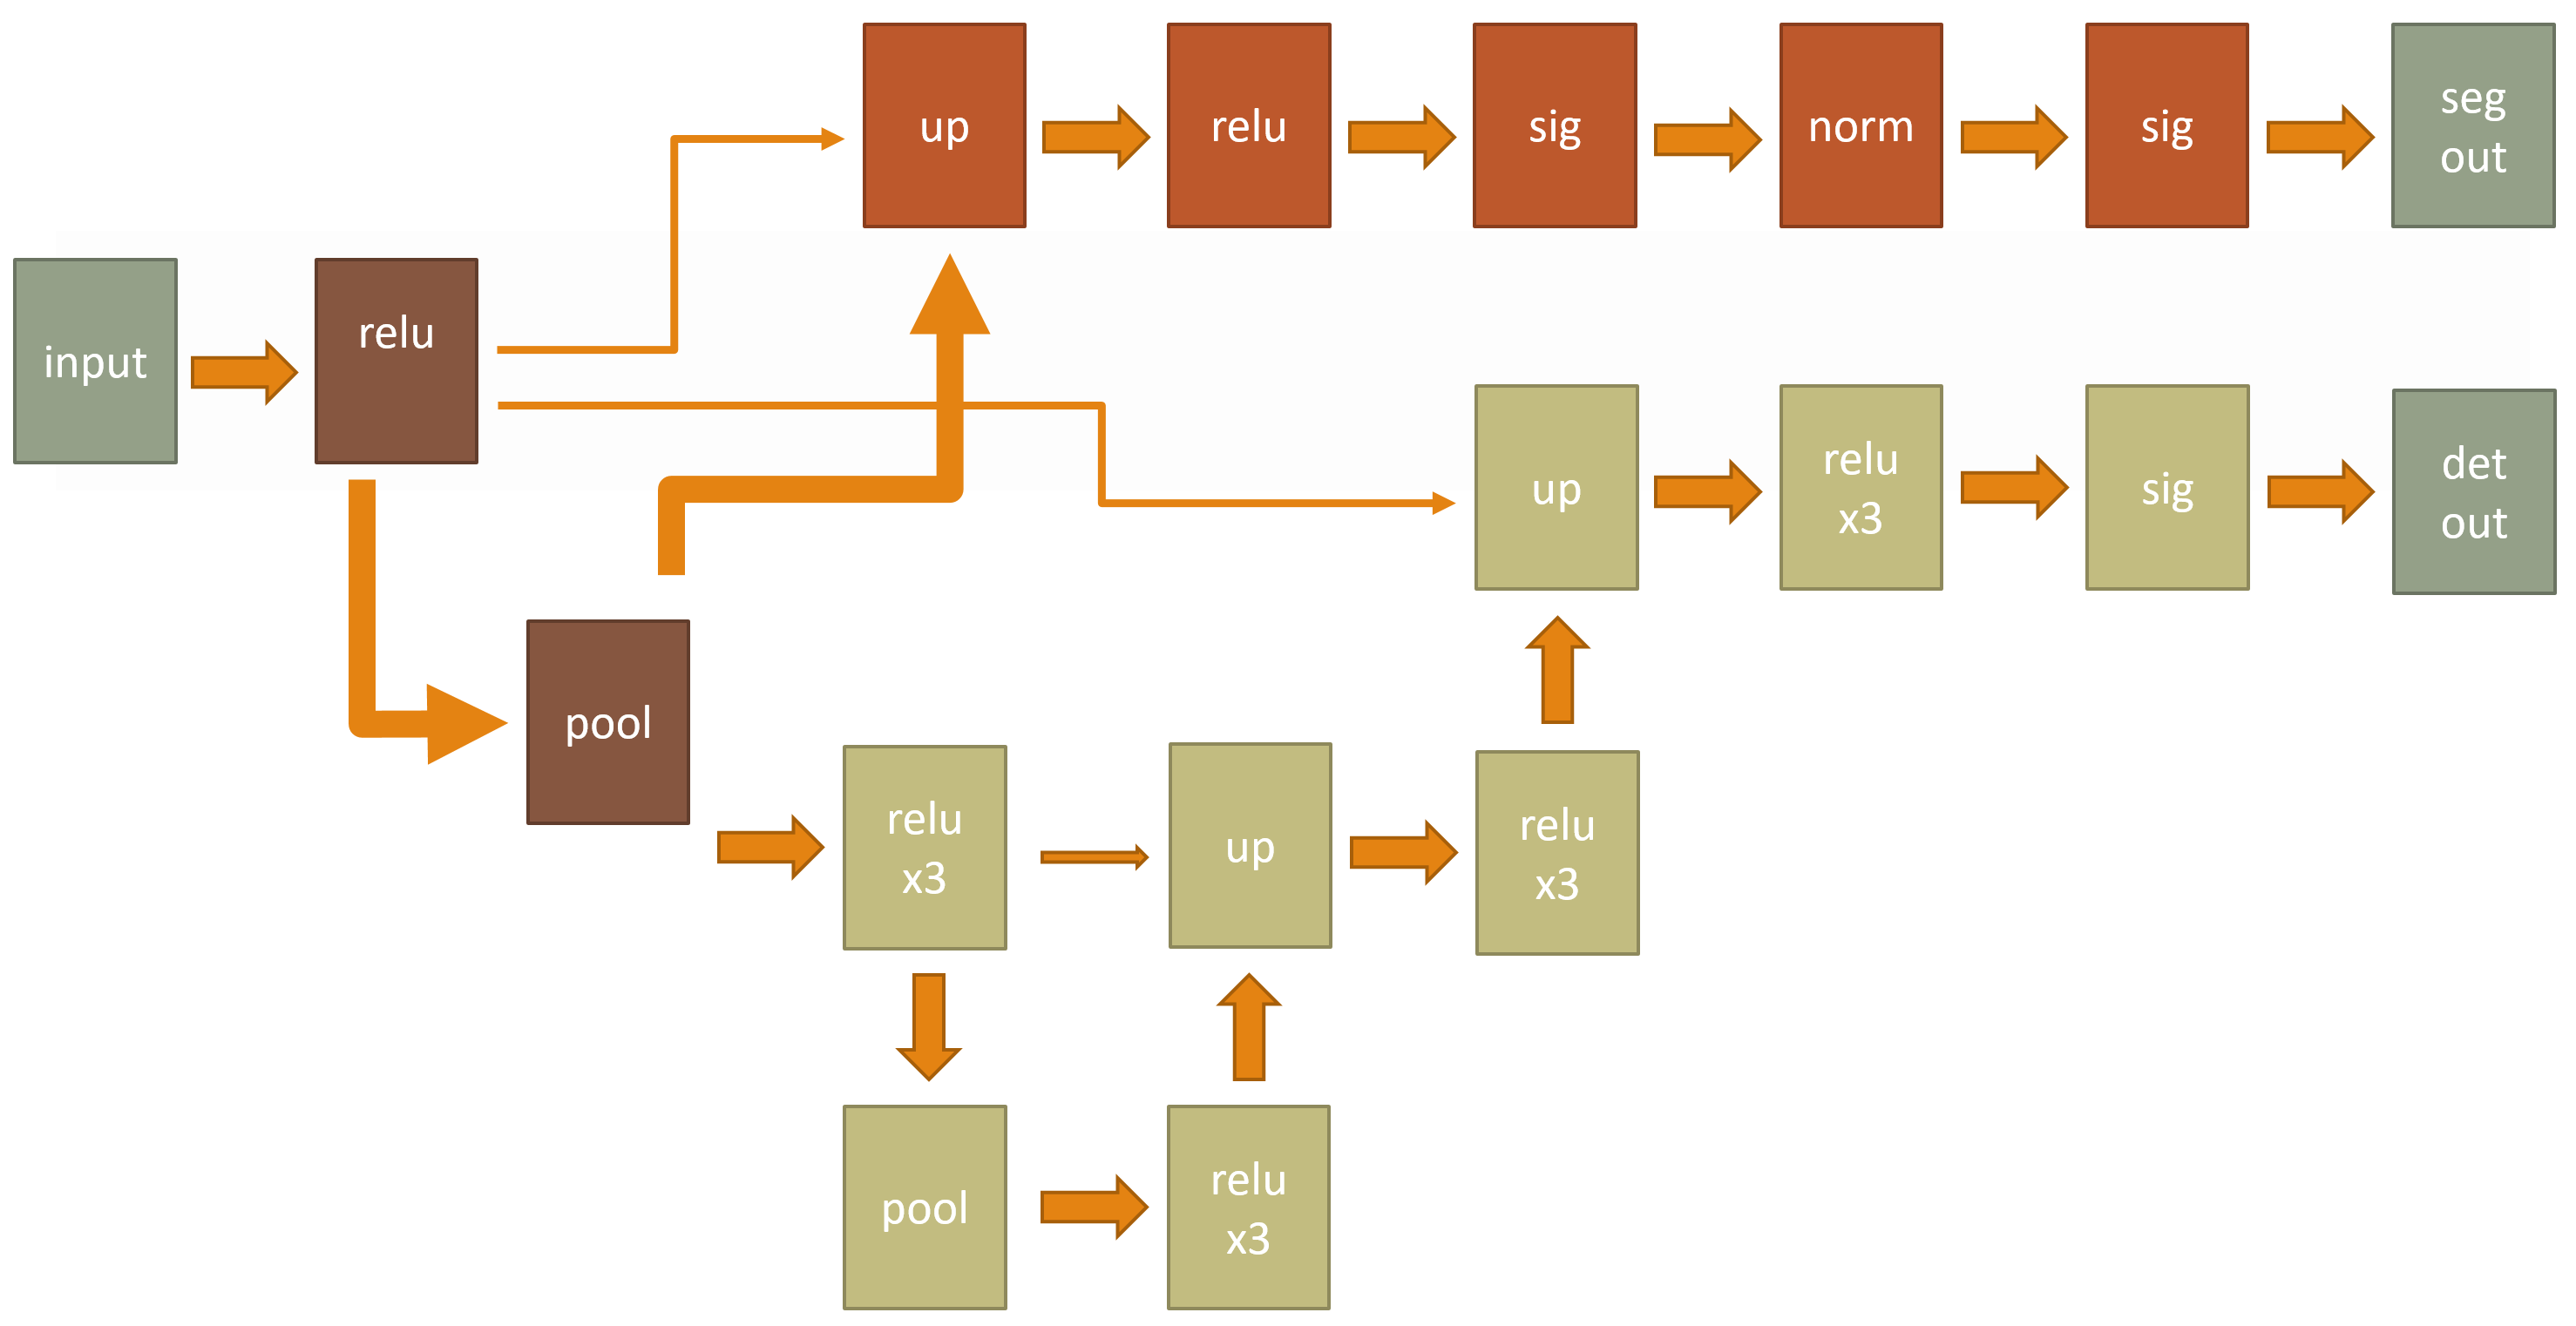 up
relu
sig
norm
sig
seg
out
input
relu
up
relu
x3
sig
det
out
pool
relu
x3
up
relu
x3
pool
relu
x3